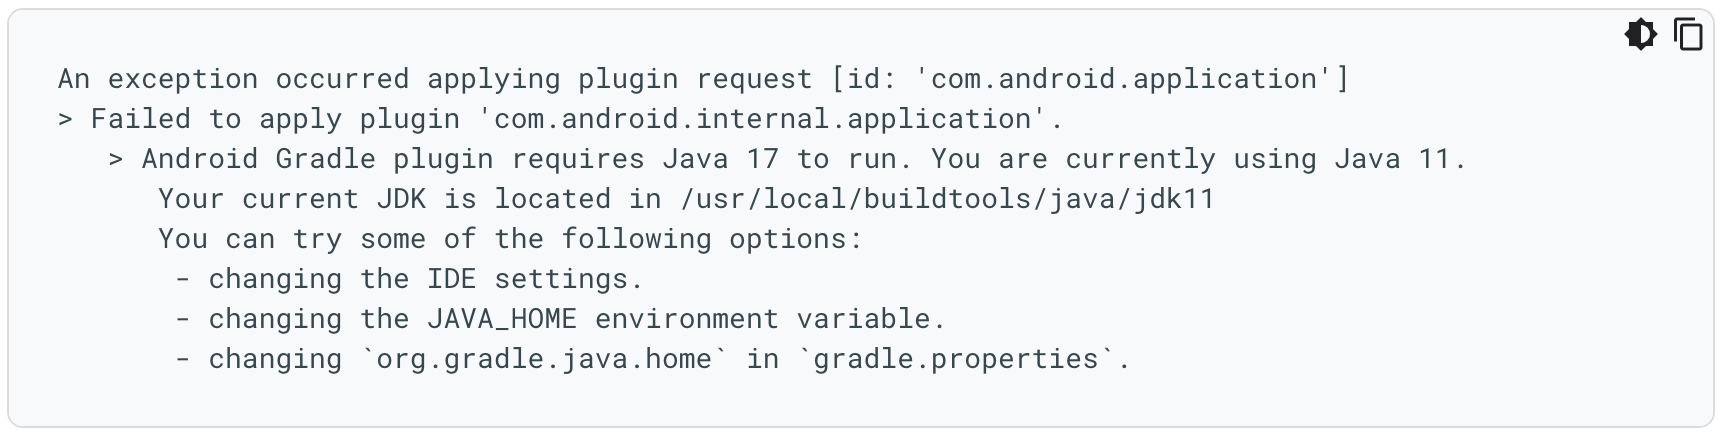 An exception occurred applying plugin request [id: 'com.android.application']
> Failed to apply plugin 'com.android.internal.application'.
   > Android Gradle plugin requires Java 17 to run. You are currently using Java 11.
      Your current JDK is located in /usr/local/buildtools/java/jdk11
      You can try some of the following options:
       - changing the IDE settings.
       - changing the JAVA_HOME environment variable.
       - changing `org.gradle.java.home` in `gradle.properties`.